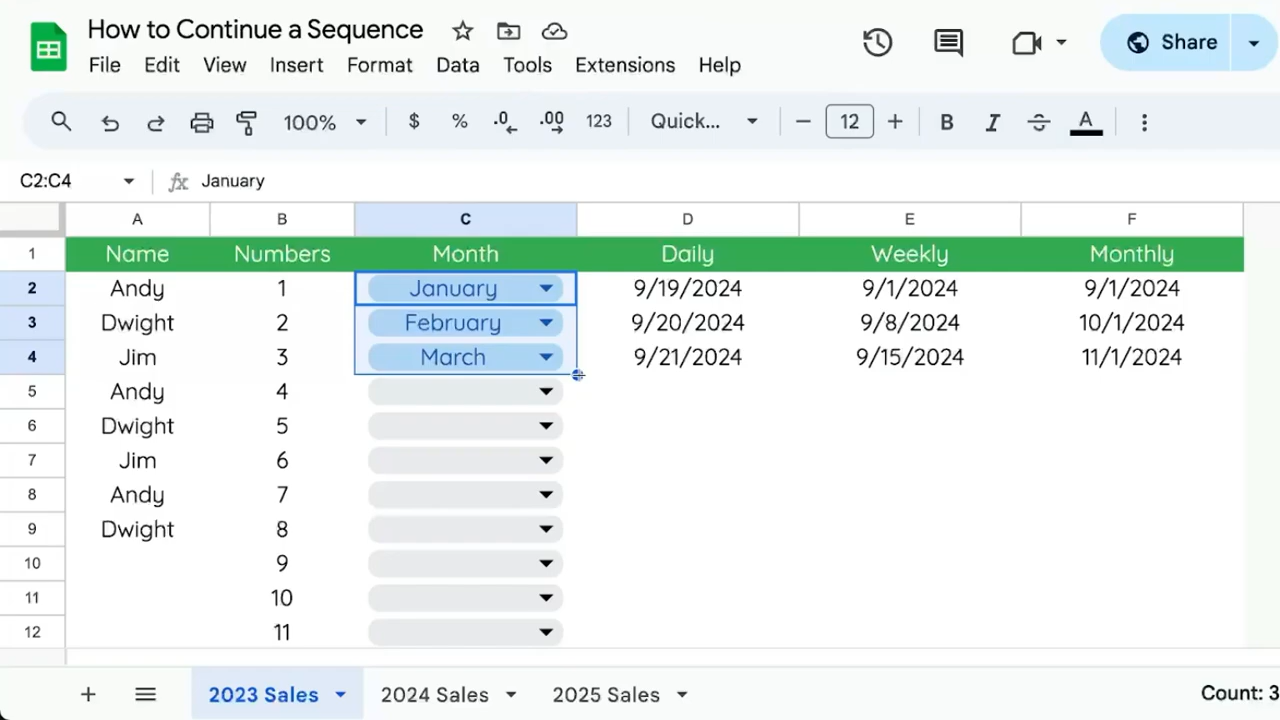 How to Continue a Sequence
Share
File Edit View Insert Format Data Tools Extensions Help
100% $ % .0 .00 123 Quick... 12 B I S A
C2:C4 fx January
A B C D E F
1 Name Numbers Month Daily Weekly Monthly
2 Andy 1 January 9/19/2024 9/1/2024 9/1/2024
3 Dwight 2 February 9/20/2024 9/8/2024 10/1/2024
4 Jim 3 March 9/21/2024 9/15/2024 11/1/2024
5 Andy 4
6 Dwight 5
7 Jim 6
8 Andy 7
9 Dwight 8
10 9
11 10
12 11
2023 Sales 2024 Sales 2025 Sales Count: 3